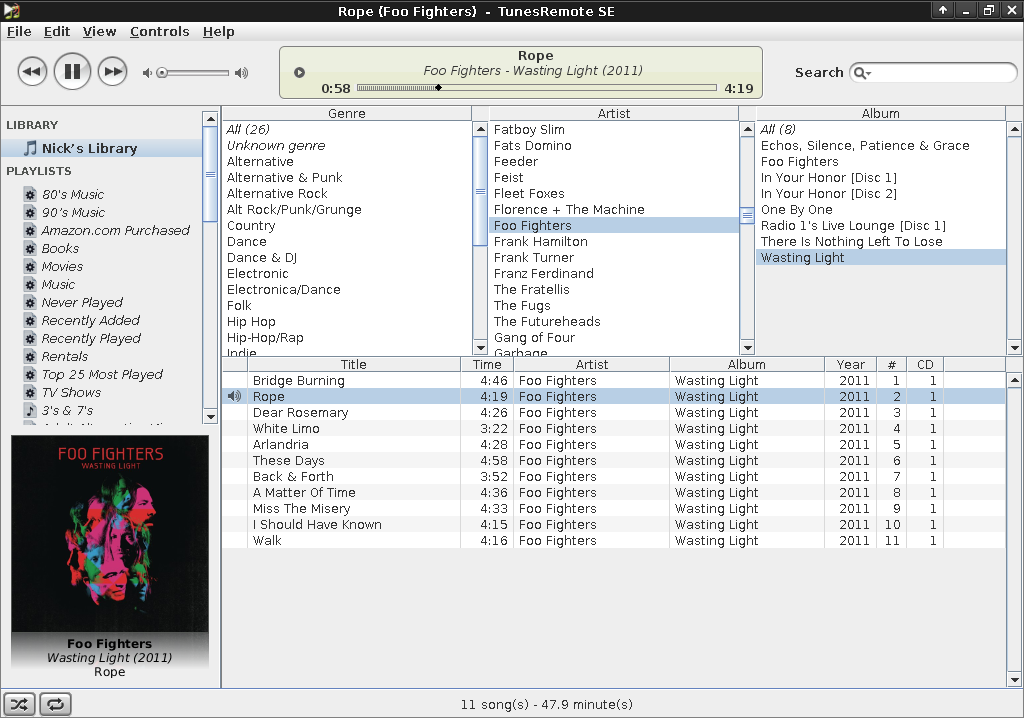 Rope (Foo Fighters) - TunesRemote SE
File Edit View Controls Help
Rope
Foo Fighters - Wasting Light (2011)
0:58 4:19
Search
LIBRARY
Nick's Library
PLAYLISTS
80's Music
90's Music
Amazon.com Purchased
Books
Movies
Music
Never Played
Recently Added
Recently Played
Rentals
Top 25 Most Played
TV Shows
3's & 7's
Genre
All (26)
Unknown genre
Alternative
Alternative & Punk
Alternative Rock
Alt Rock/Punk/Grunge
Country
Dance
Dance & DJ
Electronic
Electronica/Dance
Folk
Hip Hop
Hip-Hop/Rap
Indie
Artist
Fatboy Slim
Fats Domino
Feeder
Feist
Fleet Foxes
Florence + The Machine
Foo Fighters
Frank Hamilton
Frank Turner
Franz Ferdinand
The Fratellis
The Fugs
The Futureheads
Gang of Four
Garbage
Album
All (8)
Echos, Silence, Patience & Grace
Foo Fighters
In Your Honor [Disc 1]
In Your Honor [Disc 2]
One By One
Radio 1's Live Lounge [Disc 1]
There Is Nothing Left To Lose
Wasting Light
Title Time Artist Album Year # CD
Bridge Burning 4:46 Foo Fighters Wasting Light 2011 1 1
Rope 4:19 Foo Fighters Wasting Light 2011 2 1
Dear Rosemary 4:26 Foo Fighters Wasting Light 2011 3 1
White Limo 3:22 Foo Fighters Wasting Light 2011 4 1
Arlandria 4:28 Foo Fighters Wasting Light 2011 5 1
These Days 4:58 Foo Fighters Wasting Light 2011 6 1
Back & Forth 3:52 Foo Fighters Wasting Light 2011 7 1
A Matter Of Time 4:36 Foo Fighters Wasting Light 2011 8 1
Miss The Misery 4:33 Foo Fighters Wasting Light 2011 9 1
I Should Have Known 4:15 Foo Fighters Wasting Light 2011 10 1
Walk 4:16 Foo Fighters Wasting Light 2011 11 1
FOO FIGHTERS
WASTING LIGHT
Foo Fighters
Wasting Light (2011)
Rope
11 song(s) - 47.9 minute(s)